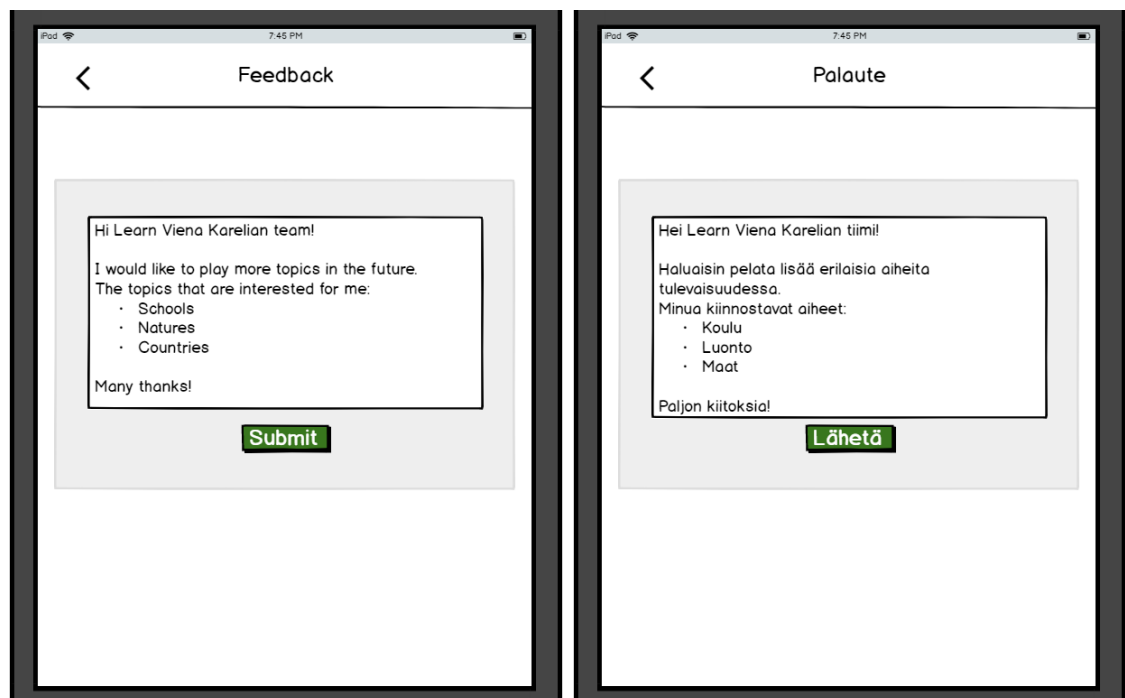 iPod 7:45 PM
Feedback
Hi Learn Viena Karelian team!
I would like to play more topics in the future.
The topics that are interested for me:
· Schools
· Natures
· Countries
Many thanks!
Submit
iPod 7:45 PM
Palaute
Hei Learn Viena Karelian tiimi!
Haluaisin pelata lisää erilaisia aiheita
tulevaisuudessa.
Minua kiinnostavat aiheet:
· Koulu
· Luonto
· Maat
Paljon kiitoksia!
Lähetä